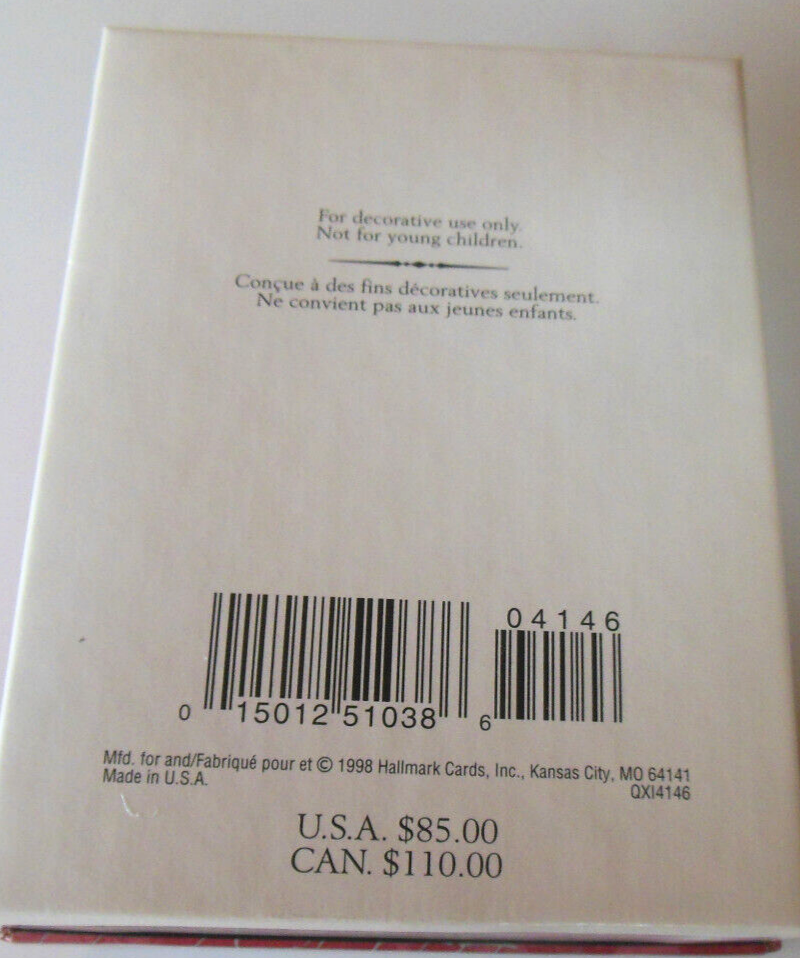 For decorative use only.
Not for young children.
Conçue à des fins décoratives seulement.
Ne convient pas aux jeunes enfants.
04146
0 15012 51038 6
Mfd. for and/Fabriqué pour et © 1998 Hallmark Cards, Inc., Kansas City, MO 64141
Made in U.S.A.
QXI4146
U.S.A. $85.00
CAN. $110.00